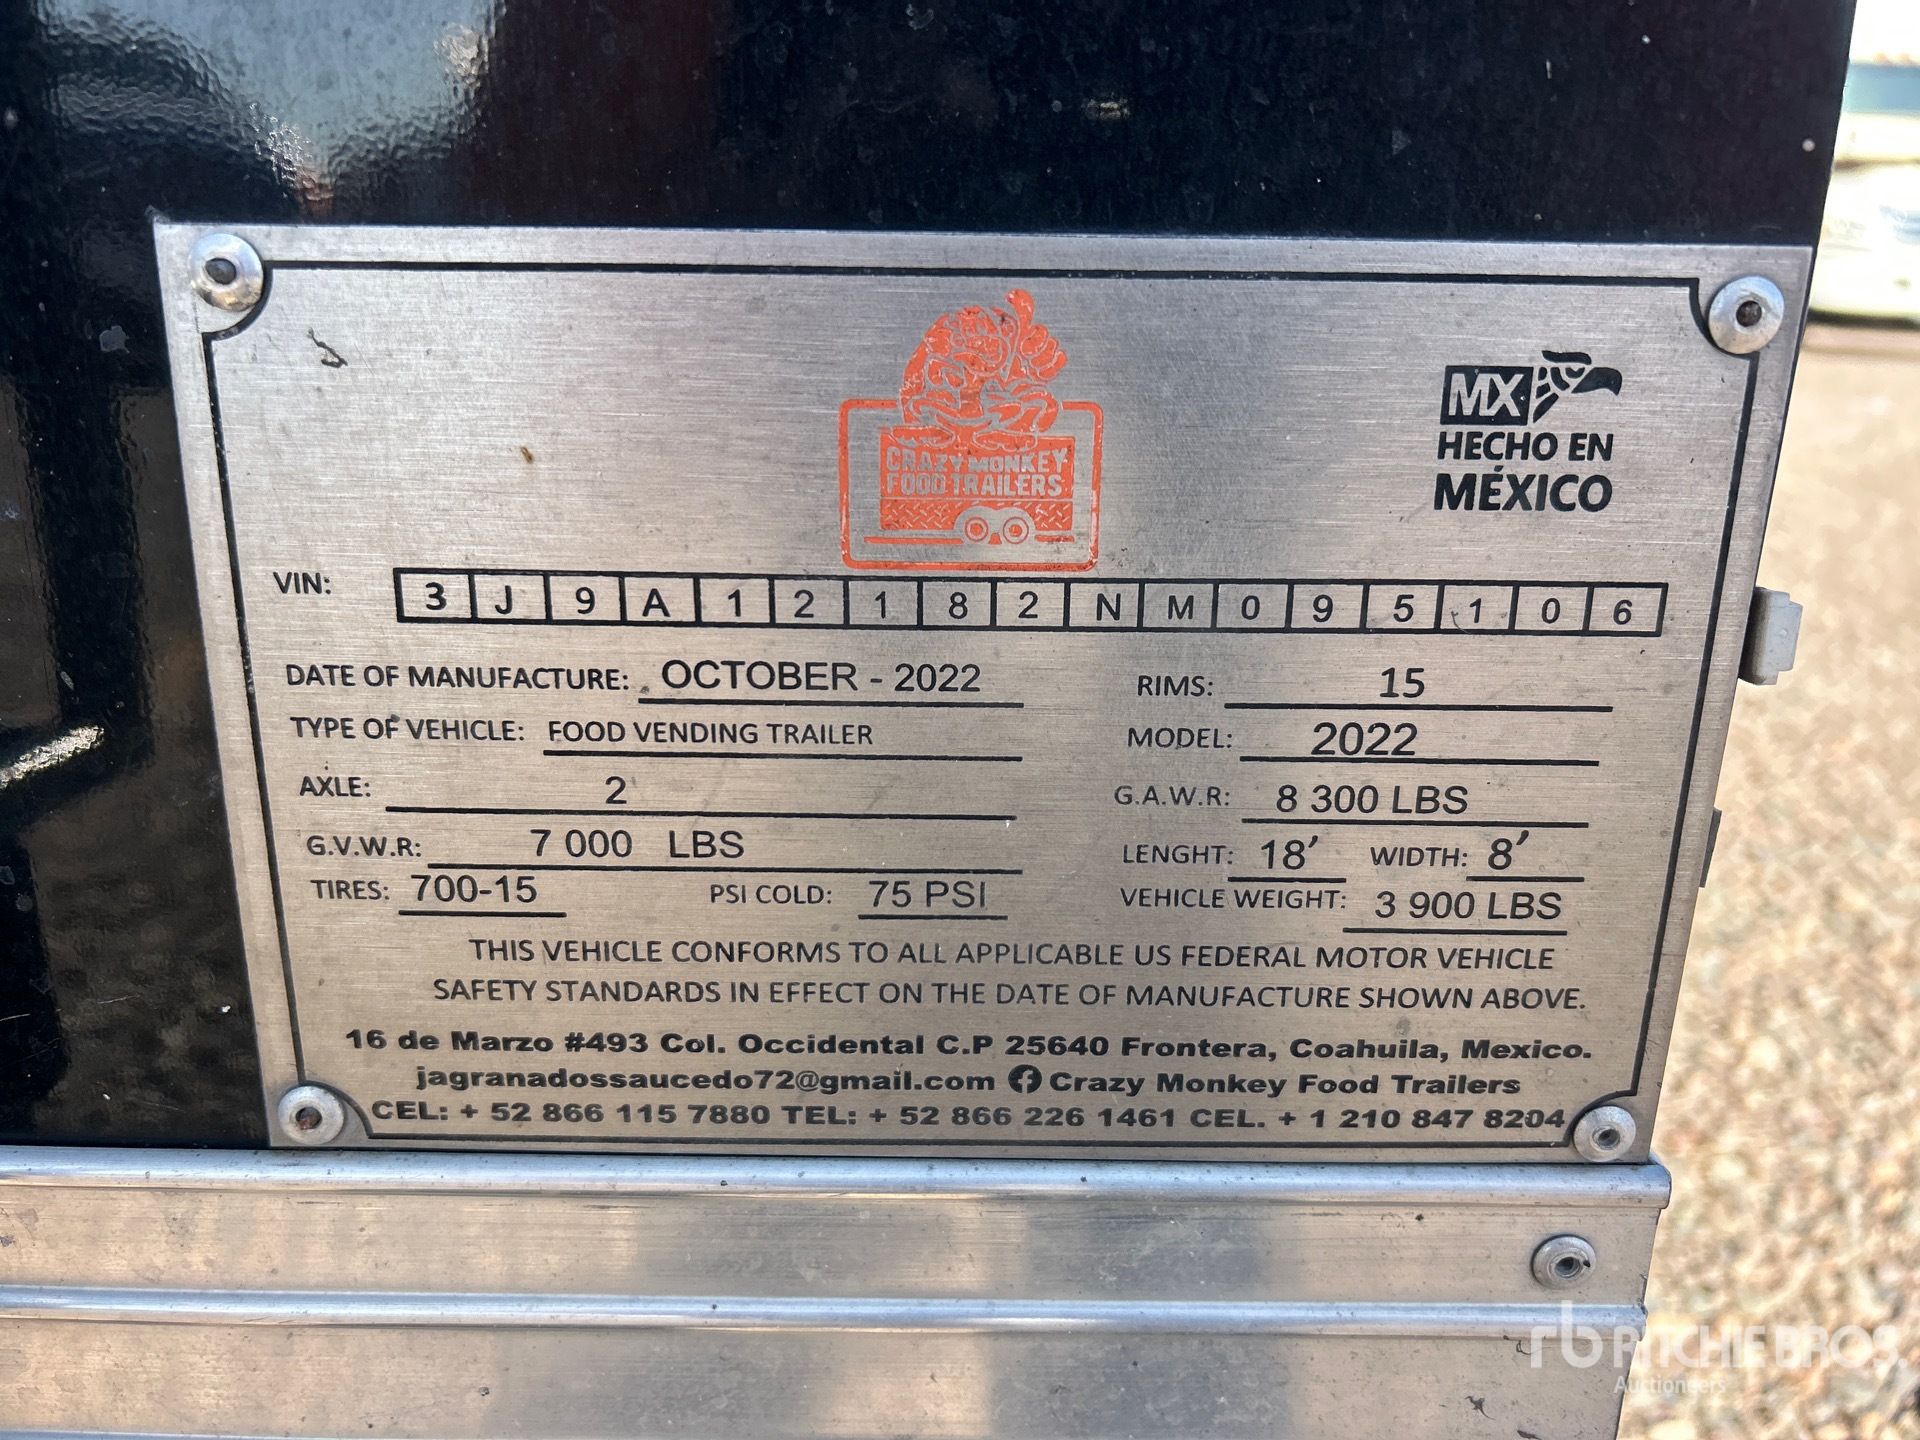 CRAZY MONKEY
FOOD TRAILERS
MX
HECHO EN
MÉXICO
VIN: 3 J 9 A 1 2 1 8 2 N M 0 9 5 1 0 6
DATE OF MANUFACTURE: OCTOBER - 2022 RIMS: 15
TYPE OF VEHICLE: FOOD VENDING TRAILER MODEL: 2022
AXLE: 2 G.A.W.R: 8 300 LBS
G.V.W.R: 7 000 LBS LENGHT: 18' WIDTH: 8'
TIRES: 700-15 PSI COLD: 75 PSI VEHICLE WEIGHT: 3 900 LBS
THIS VEHICLE CONFORMS TO ALL APPLICABLE US FEDERAL MOTOR VEHICLE
SAFETY STANDARDS IN EFFECT ON THE DATE OF MANUFACTURE SHOWN ABOVE.
16 de Marzo #493 Col. Occidental C.P 25640 Frontera, Coahuila, Mexico.
jagranadossaucedo72@gmail.com Crazy Monkey Food Trailers
CEL: + 52 866 115 7880 TEL: + 52 866 226 1461 CEL. + 1 210 847 8204
rb RITCHIE BROS.
Auctioneers